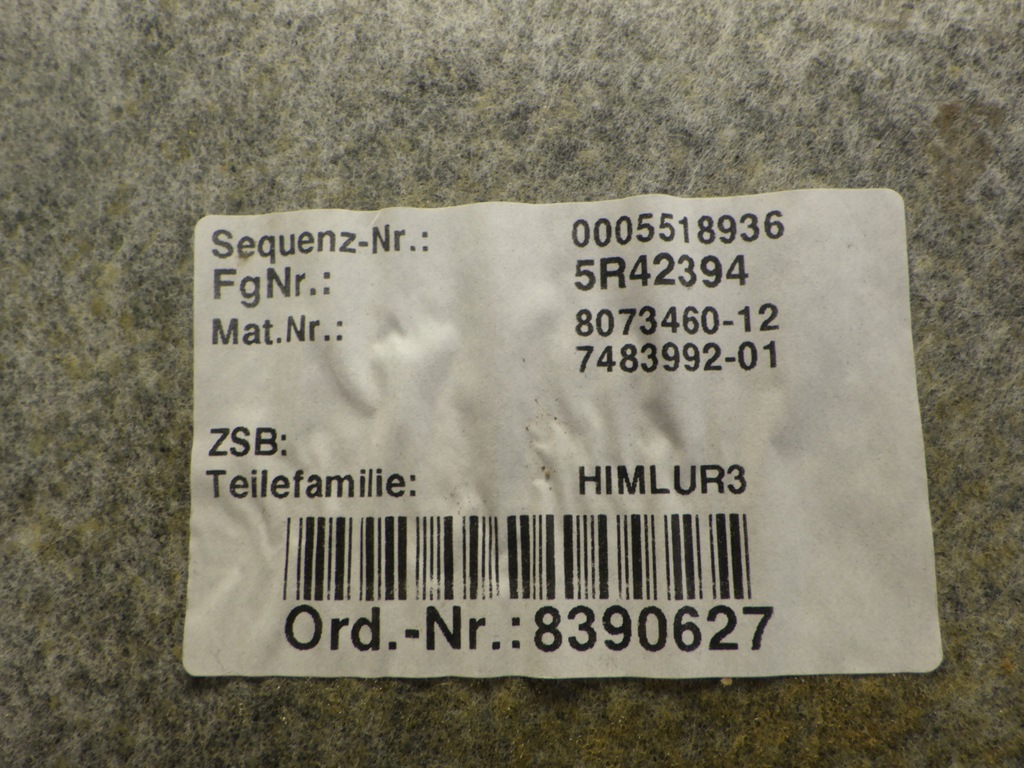 Sequenz-Nr.: 0005518936
FgNr.: 5R42394
Mat.Nr.: 8073460-12
7483992-01
ZSB:
Teilefamilie: HIMLUR3
Ord.-Nr.:8390627